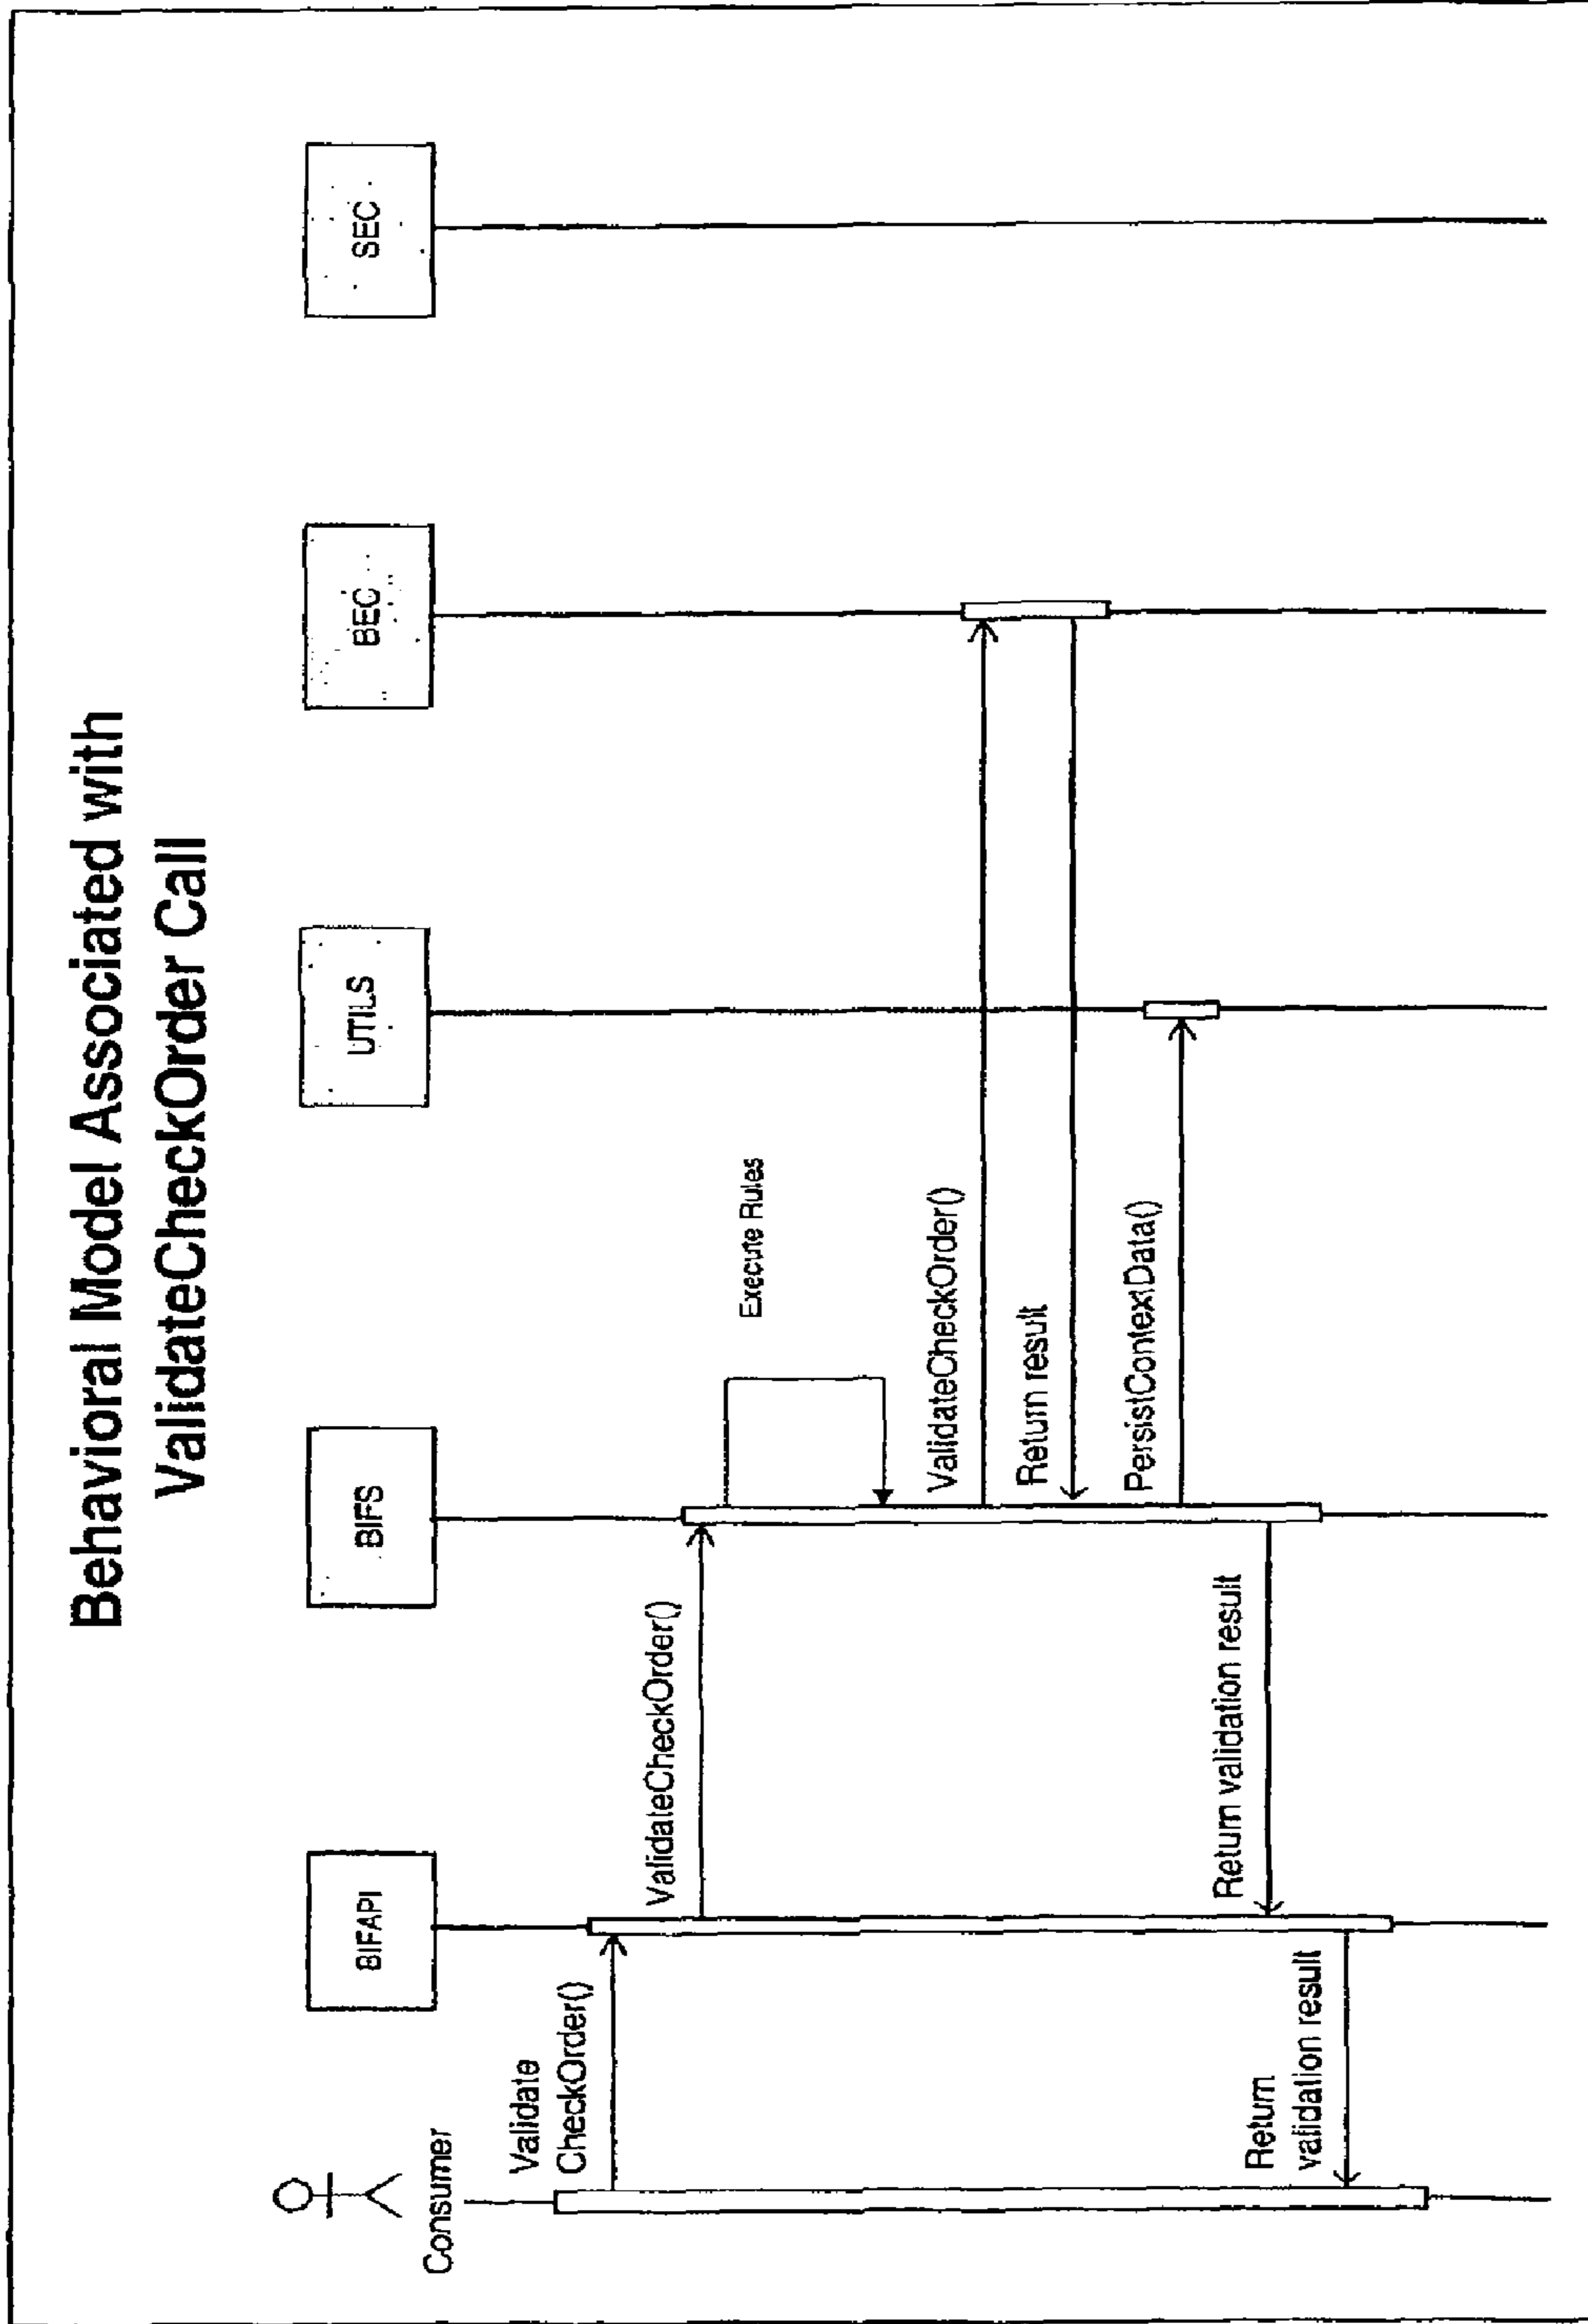 Behavioral Model Associated with
ValidateCheckOrder Call
Consumer
BIFAPI
BIFS
UTILS
BEC
SEC
Validate
CheckOrder()
ValidateCheckOrder()
Execute Rules
ValidateCheckOrder()
Return result
PersistContextData()
Return validation result
Return
validation result